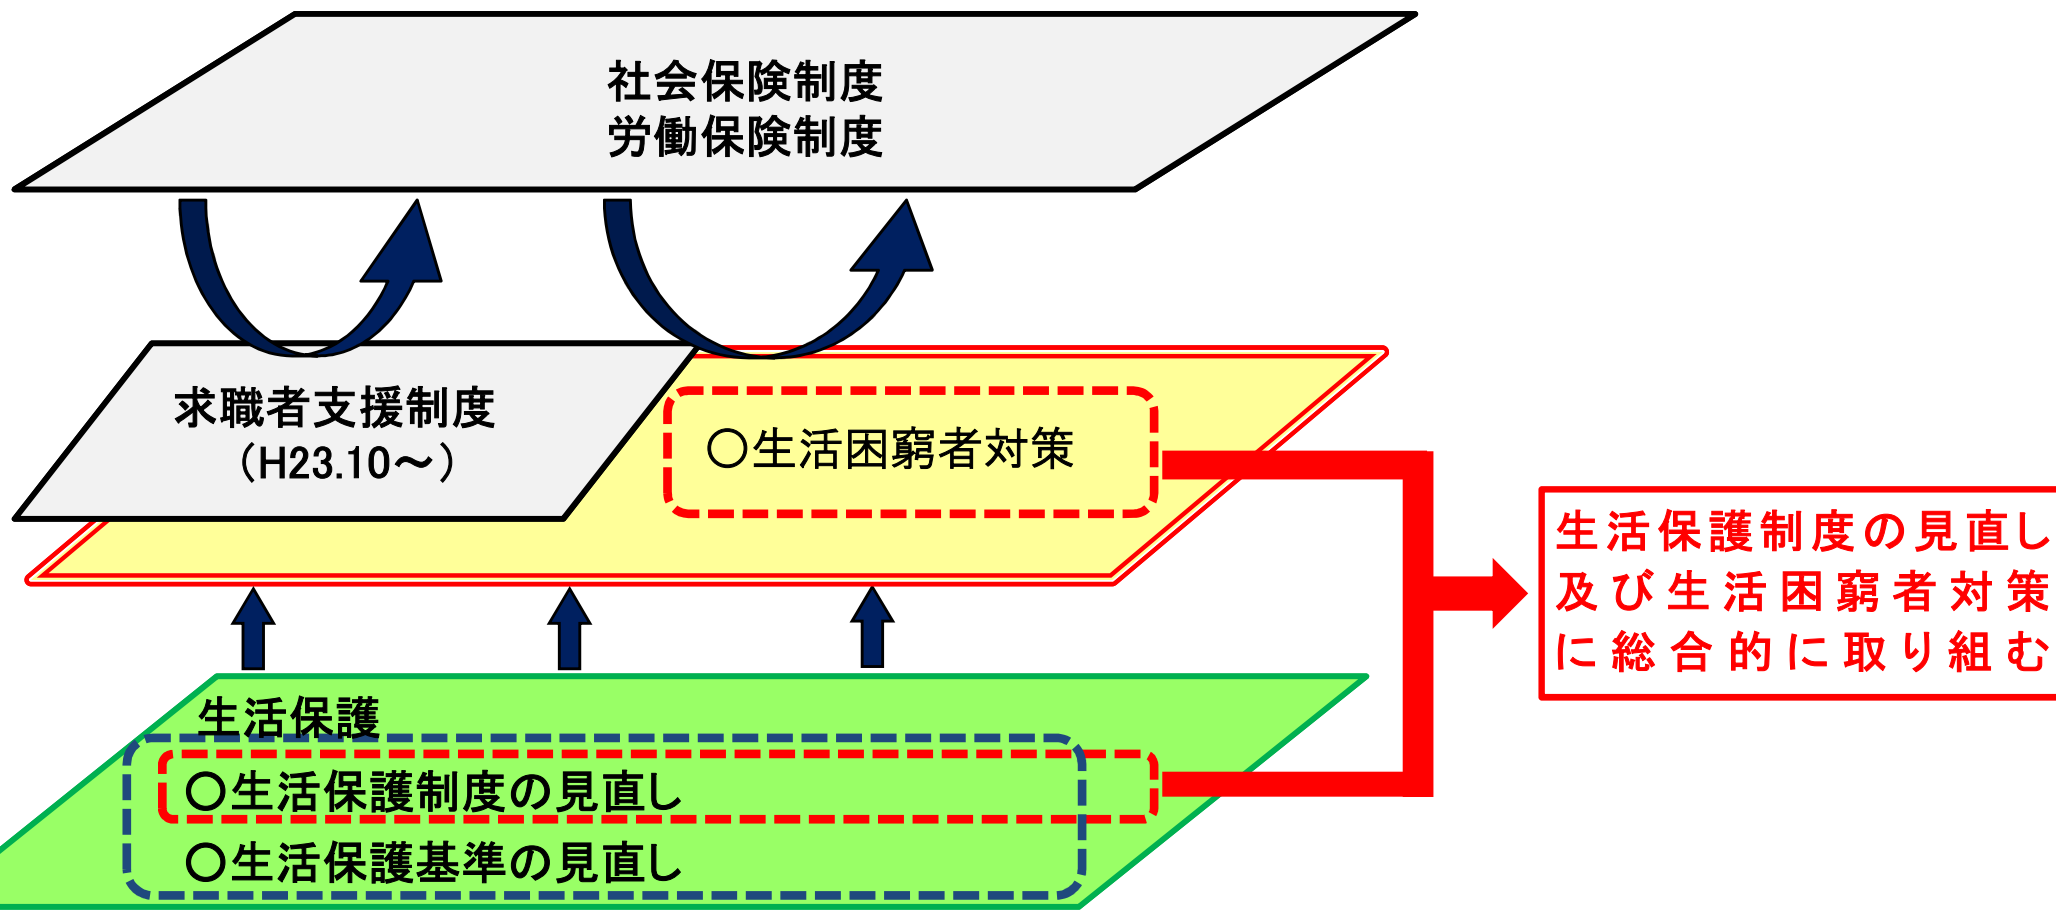 社会保険制度
労働保険制度
求職者支援制度
（H23.10～）
〇生活困窮者対策
生活保護制度の見直し
及び生活困窮者対策
に総合的に取り組む
生活保護
〇生活保護制度の見直し
〇生活保護基準の見直し